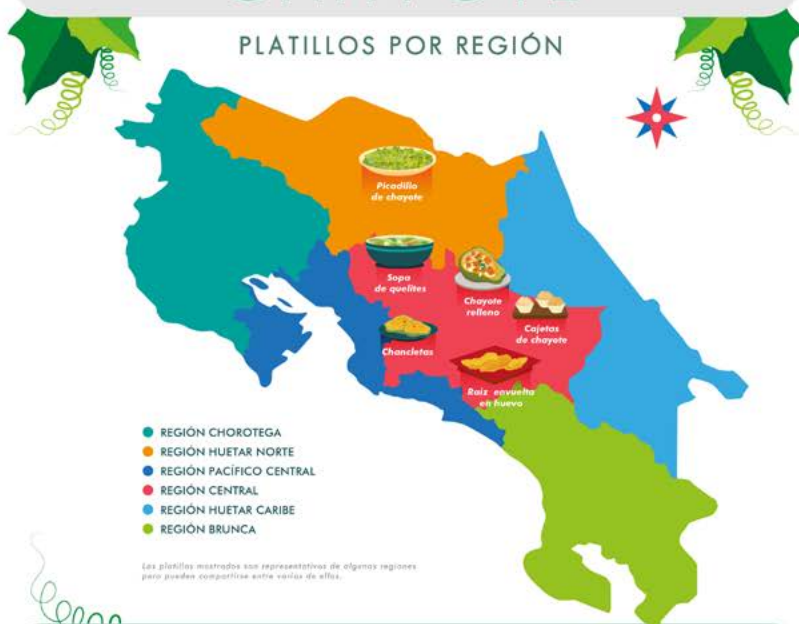 PLATILLOS POR REGIÓN
Picadillo
de chayote
Sopa
de quelites
Chayote
relleno
Cajetas
de chayote
Chancletas
Raíz envuelta
en huevo
REGIÓN CHOROTEGA
REGIÓN HUETAR NORTE
REGIÓN PACÍFICO CENTRAL
REGIÓN CENTRAL
REGIÓN HUETAR CARIBE
REGIÓN BRUNCA
Los platillos mostrados son representativos de algunas regiones
pero pueden compartirse entre varias de ellas.